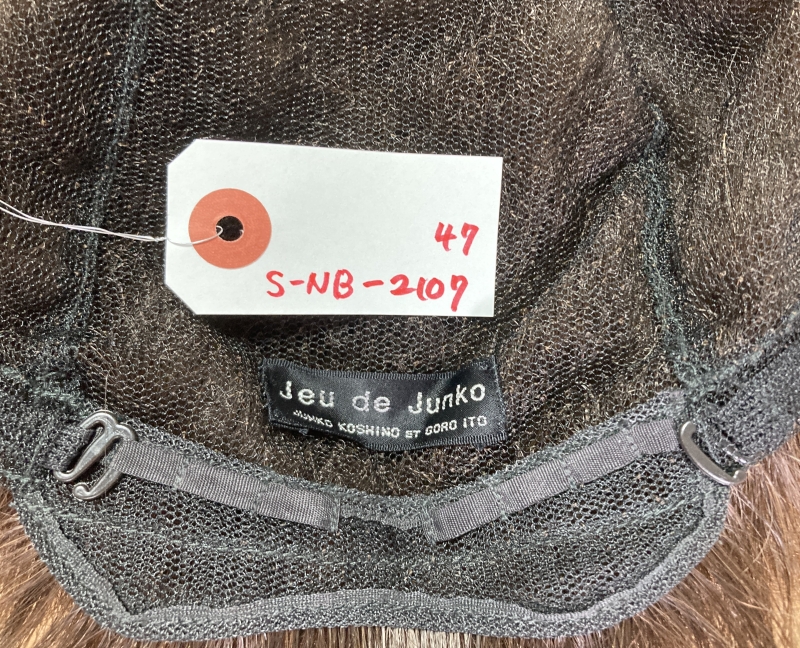 47
S-NB-2107
Jeu de Junko
JUNKO KOSHINO ET GORO ITO